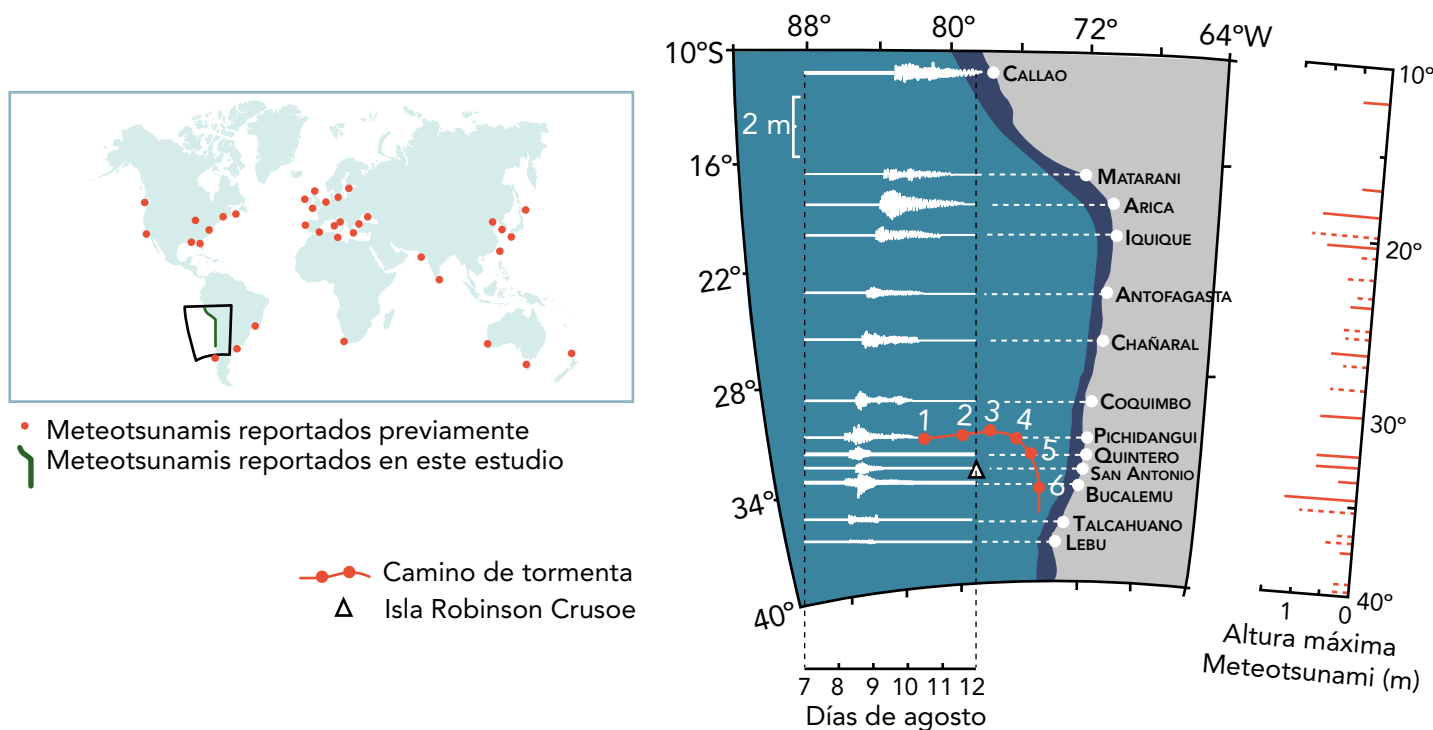 88° 80° 72° 64°W
10°S
CALLAO
10°
2 m
16°
MATARANI
ARICA
IQUIQUE
20°
22°
ANTOFAGASTA
CHAÑARAL
28°
COQUIMBO
1 2 3 4
30°
PICHIDANGUI
5
QUINTERO
SAN ANTONIO
6
BUCALEMU
34°
TALCAHUANO
LEBU
40°
1 0 40°
Altura máxima
Meteotsunami (m)
7 8 9 10 11 12
Días de agosto
Meteotsunamis reportados previamente
Meteotsunamis reportados en este estudio
Camino de tormenta
Isla Robinson Crusoe